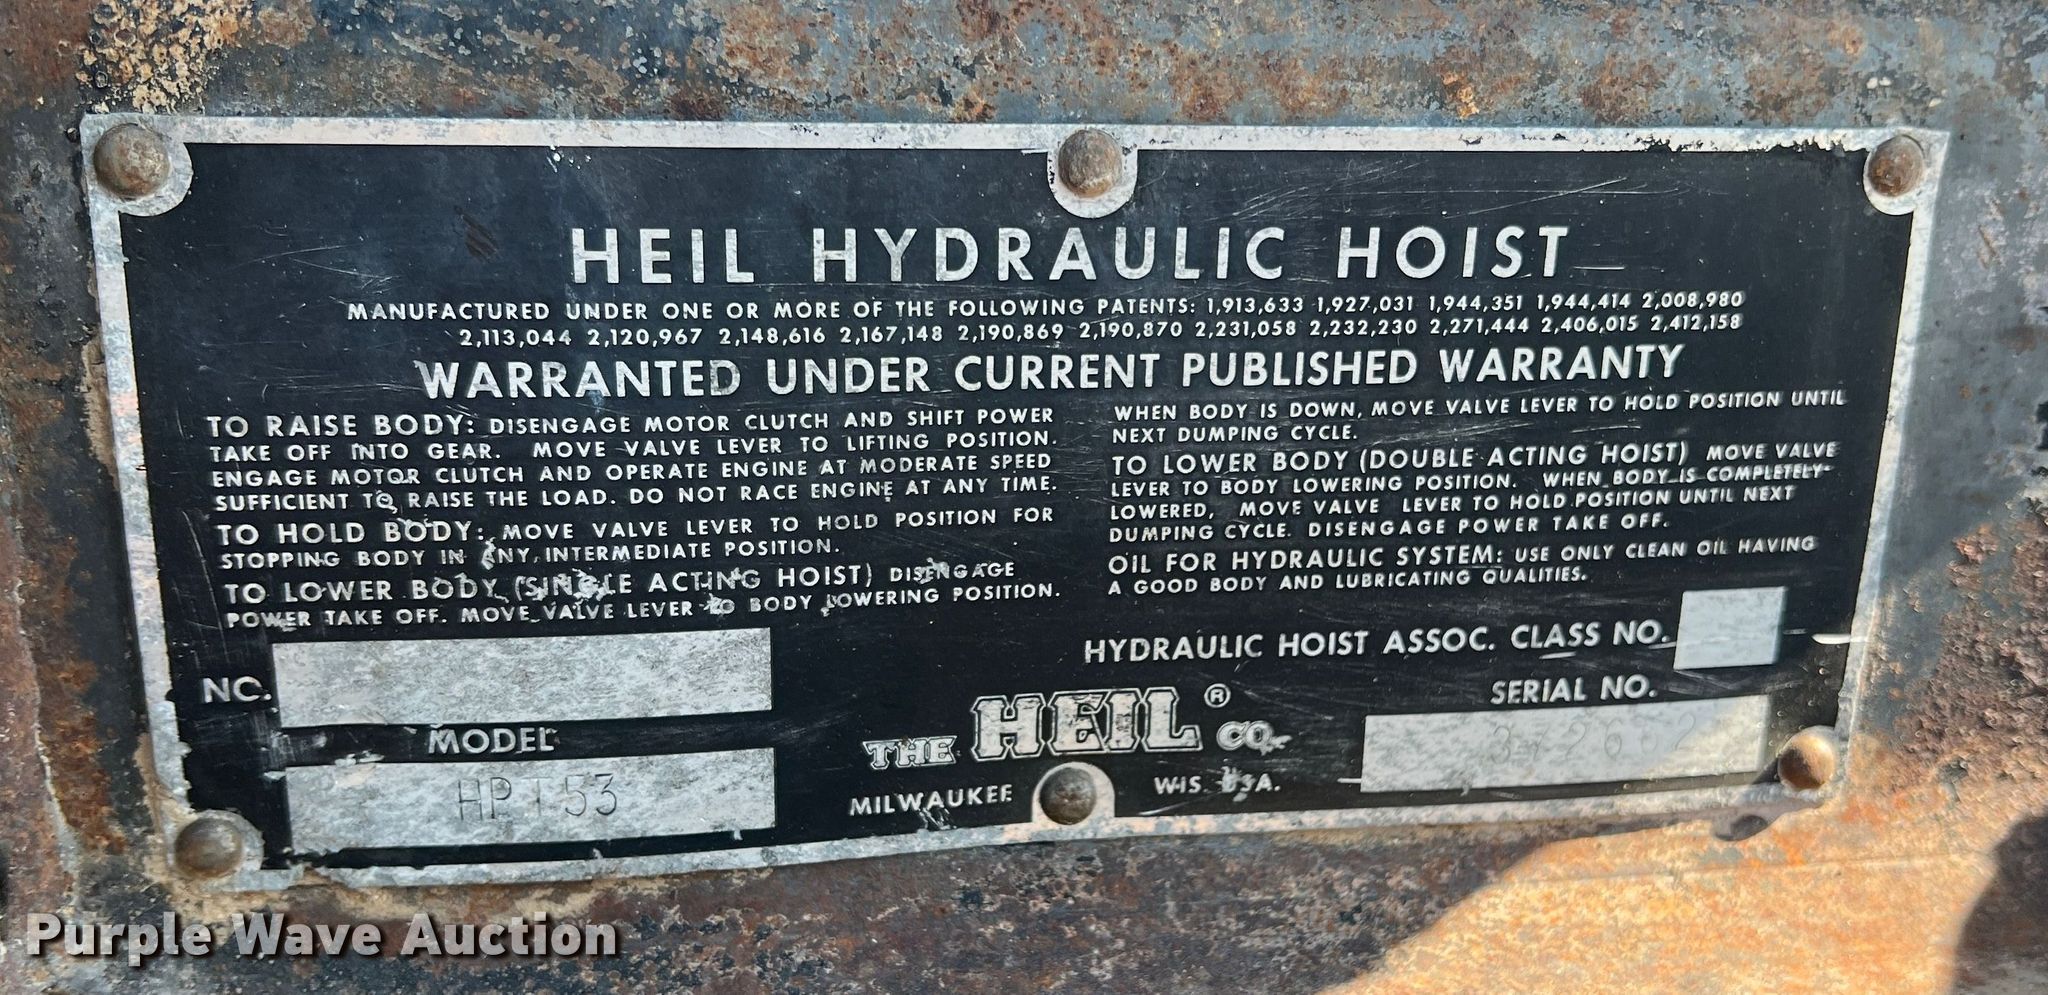 HEIL HYDRAULIC HOIST
MANUFACTURED UNDER ONE OR MORE OF THE FOLLOWING PATENTS: 1,913,633 1,927,031 1,944,351 1,944,414 2,008,980
2,113,044 2,120,967 2,148,616 2,167,148 2,190,869 2,190,870 2,231,058 2,232,230 2,271,444 2,406,015 2,412,158
WARRANTED UNDER CURRENT PUBLISHED WARRANTY
TO RAISE BODY: DISENGAGE MOTOR CLUTCH AND SHIFT POWER
TAKE OFF INTO GEAR. MOVE VALVE LEVER TO LIFTING POSITION.
ENGAGE MOTOR CLUTCH AND OPERATE ENGINE AT MODERATE SPEED
SUFFICIENT TO RAISE THE LOAD. DO NOT RACE ENGINE AT ANY TIME.
TO HOLD BODY: MOVE VALVE LEVER TO HOLD POSITION FOR
STOPPING BODY IN ANY INTERMEDIATE POSITION.
TO LOWER BODY (SINGLE ACTING HOIST) DISENGAGE
POWER TAKE OFF. MOVE VALVE LEVER TO BODY LOWERING POSITION.
WHEN BODY IS DOWN, MOVE VALVE LEVER TO HOLD POSITION UNTIL
NEXT DUMPING CYCLE.
TO LOWER BODY (DOUBLE ACTING HOIST) MOVE VALVE
LEVER TO BODY LOWERING POSITION. WHEN BODY IS COMPLETELY
LOWERED, MOVE VALVE LEVER TO HOLD POSITION UNTIL NEXT
DUMPING CYCLE. DISENGAGE POWER TAKE OFF.
OIL FOR HYDRAULIC SYSTEM: USE ONLY CLEAN OIL HAVING
A GOOD BODY AND LUBRICATING QUALITIES.
HYDRAULIC HOIST ASSOC. CLASS NO.
NO.
MODEL
HPT53
SERIAL NO.
THE HEIL ® CO.
MILWAUKEE WIS. USA.
Purple Wave Auction